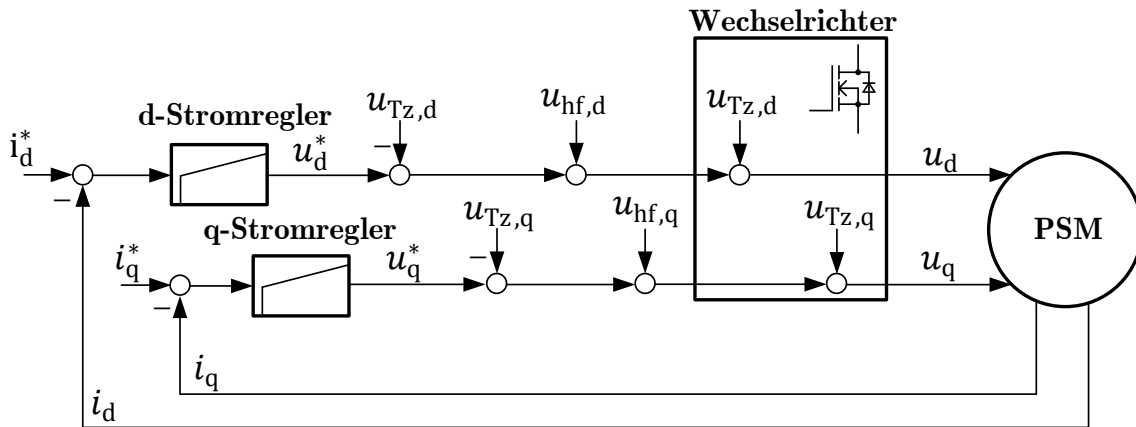 Wechselrichter
d-Stromregler
u_Tz,d
u_hf,d
u_Tz,d
i_d^*
u_d^*
u_d
−
−
q-Stromregler
u_Tz,q
u_hf,q
u_Tz,q
PSM
i_q^*
u_q^*
u_q
−
−
i_q
i_d